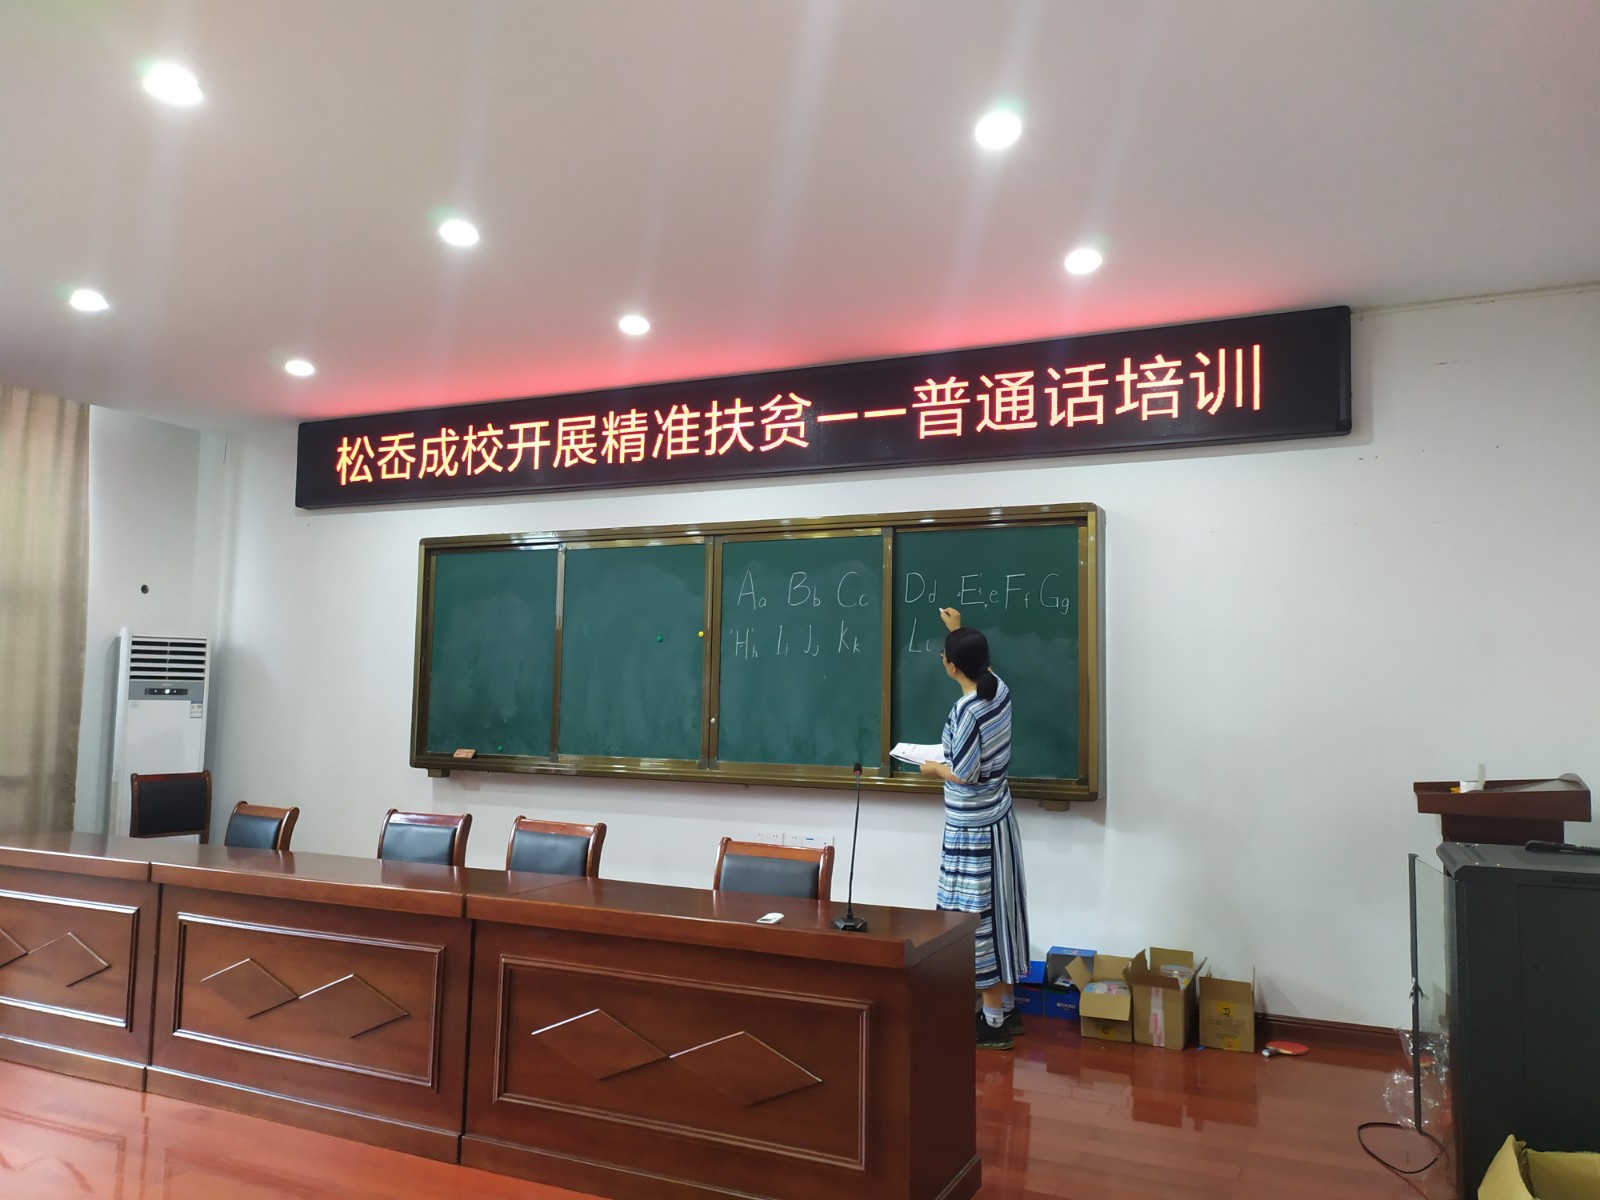 松岙成校开展精准扶贫——普通话培训
Aa Bb Cc Dd Ee Ff Gg
Hh Ii Jj Kk Ll